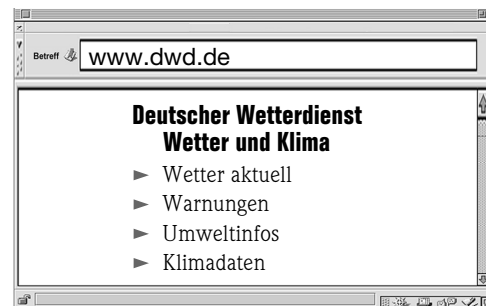 Betreff www.dwd.de
Deutscher Wetterdienst
Wetter und Klima
► Wetter aktuell
► Warnungen
► Umweltinfos
► Klimadaten